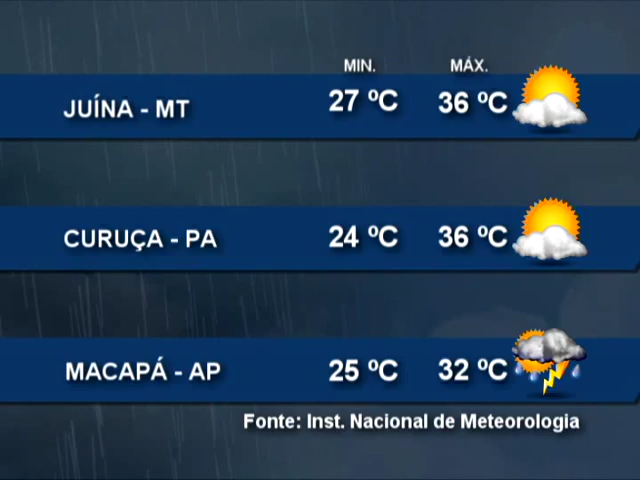 MIN. MÁX.
JUÍNA - MT 27 ºC 36 ºC
CURUÇA - PA 24 ºC 36 ºC
MACAPÁ - AP 25 ºC 32 ºC
Fonte: Inst. Nacional de Meteorologia